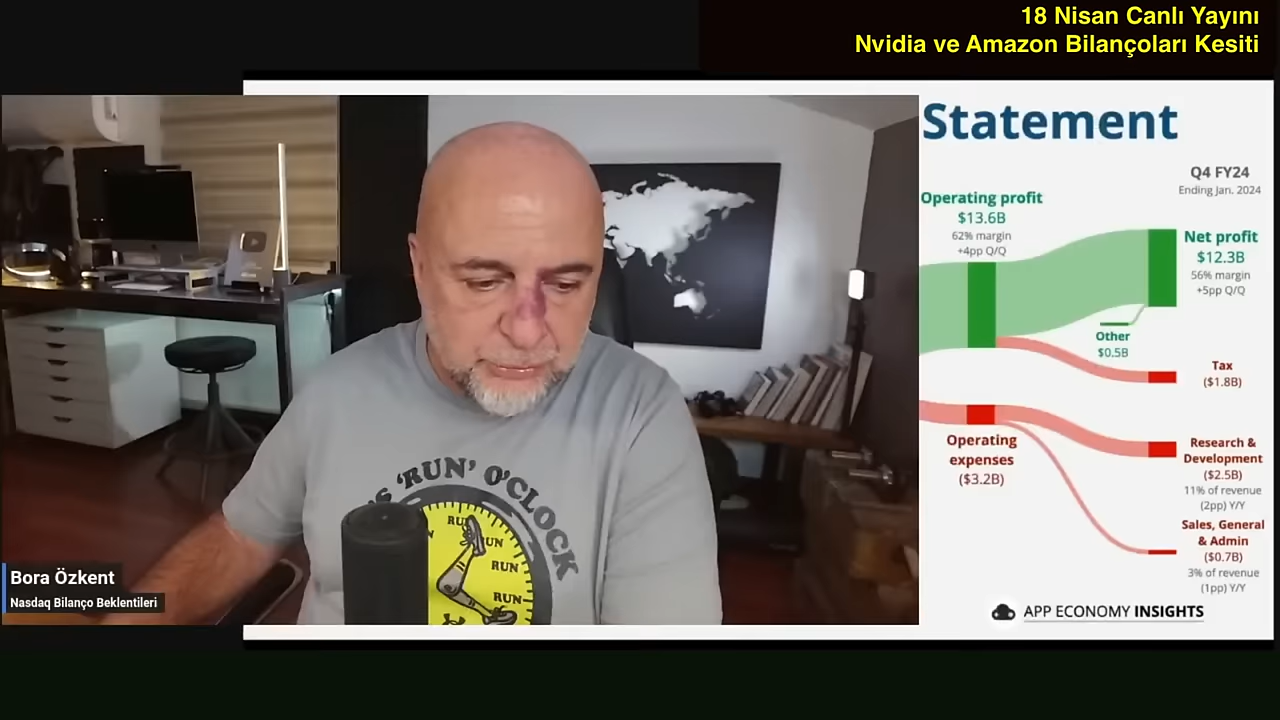 18 Nisan Canlı Yayını
Nvidia ve Amazon Bilançoları Kesiti
Statement
Q4 FY24
Ending Jan. 2024
Operating profit
$13.6B
62% margin
+4pp Q/Q
Net profit
$12.3B
56% margin
+5pp Q/Q
Other
$0.5B
Tax
($1.8B)
Operating
expenses
($3.2B)
Research &
Development
($2.5B)
11% of revenue
(2pp) Y/Y
Sales, General
& Admin
($0.7B)
3% of revenue
(1pp) Y/Y
APP ECONOMY INSIGHTS
'RUN' O'CLOCK
RUN
RUN
RUN
Bora Özkent
Nasdaq Bilanço Beklentileri